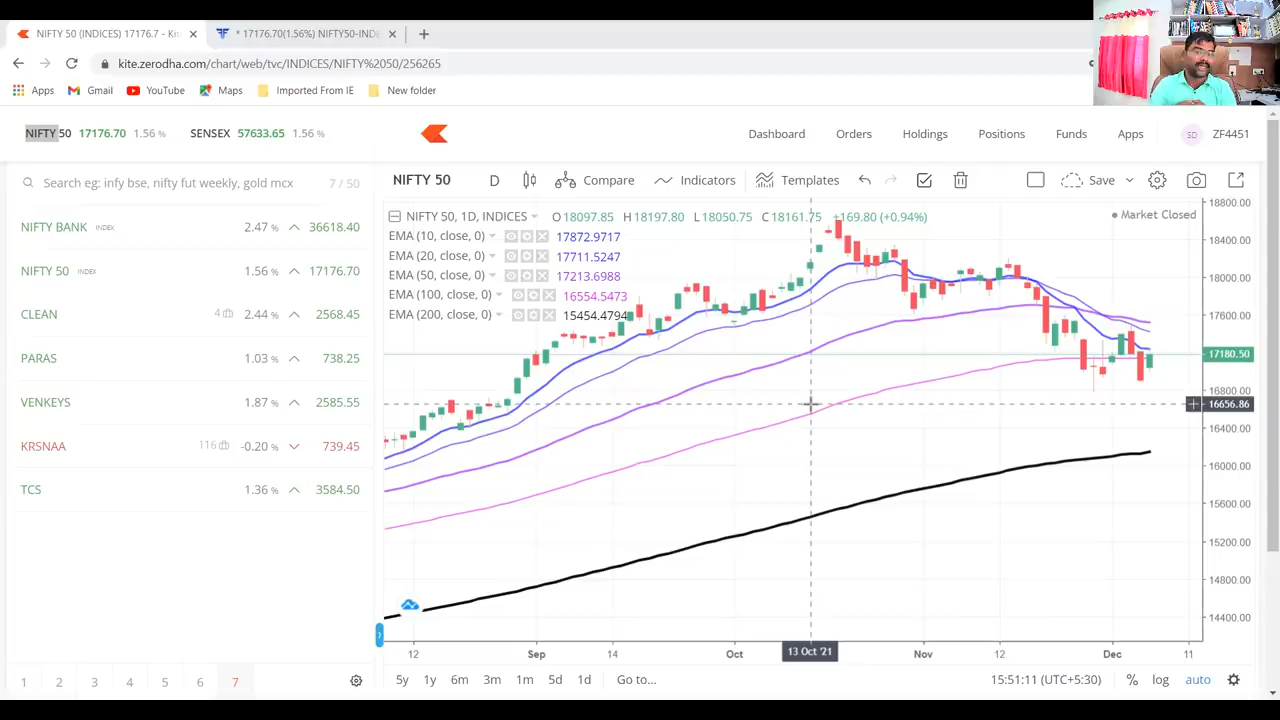 NIFTY 50 (INDICES) 17176.7 - Kit
* 17176.70(1.56%) NIFTY50-INDE
kite.zerodha.com/chart/web/tvc/INDICES/NIFTY%2050/256265
Apps Gmail YouTube Maps Imported From IE New folder
NIFTY 50 17176.70 1.56 % SENSEX 57633.65 1.56 %
Dashboard Orders Holdings Positions Funds Apps SD ZF4451
Search eg: infy bse, nifty fut weekly, gold mcx 7 / 50
NIFTY BANK INDEX 2.47 % 36618.40
NIFTY 50 INDEX 1.56 % 17176.70
CLEAN 4 2.44 % 2568.45
PARAS 1.03 % 738.25
VENKEYS 1.87 % 2585.55
KRSNAA 116 -0.20 % 739.45
TCS 1.36 % 3584.50
1 2 3 4 5 6 7
NIFTY 50 D Compare Indicators Templates Save
NIFTY 50, 1D, INDICES O18097.85 H18197.80 L18050.75 C18161.75 +169.80 (+0.94%)
Market Closed
EMA (10, close, 0) 17872.9717
EMA (20, close, 0) 17711.5247
EMA (50, close, 0) 17213.6988
EMA (100, close, 0) 16554.5473
EMA (200, close, 0) 15454.4794
18800.00
18400.00
18000.00
17600.00
17180.50
16800.00
16656.86
16400.00
16000.00
15600.00
15200.00
14800.00
14400.00
12 Sep 14 Oct 13 Oct '21 Nov 12 Dec 11
5y 1y 6m 3m 1m 5d 1d Go to... 15:51:11 (UTC+5:30) % log auto